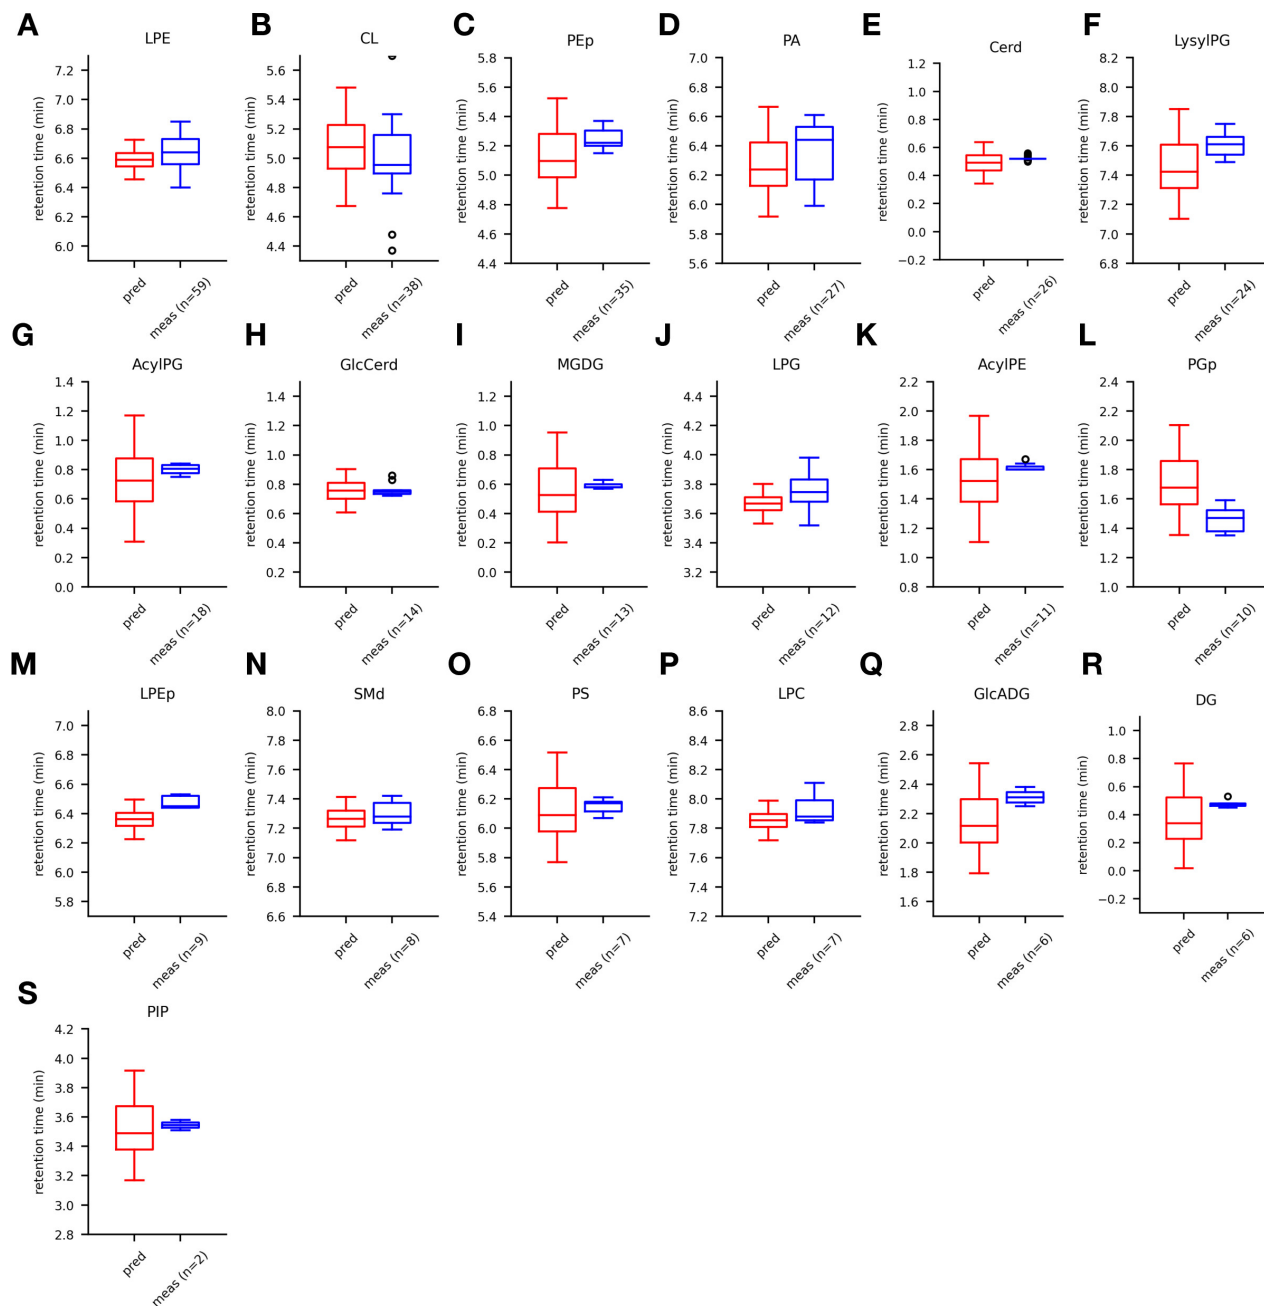 A LPE
7.2
7.0
6.8
6.6
6.4
6.2
6.0
retention time (min)
pred
meas (n=59)
B CL
5.6
5.4
5.2
5.0
4.8
4.6
4.4
retention time (min)
pred
meas (n=38)
C PEp
5.8
5.6
5.4
5.2
5.0
4.8
4.6
4.4
retention time (min)
pred
meas (n=35)
D PA
7.0
6.8
6.6
6.4
6.2
6.0
5.8
5.6
retention time (min)
pred
meas (n=27)
E Cerd
1.2
1.0
0.8
0.6
0.4
0.2
0.0
−0.2
retention time (min)
pred
meas (n=26)
F LysylPG
8.2
8.0
7.8
7.6
7.4
7.2
7.0
6.8
retention time (min)
pred
meas (n=24)
G AcylPG
1.4
1.2
1.0
0.8
0.6
0.4
0.2
0.0
retention time (min)
pred
meas (n=18)
H GlcCerd
1.2
1.0
0.8
0.6
0.4
0.2
retention time (min)
pred
meas (n=14)
I MGDG
1.2
1.0
0.8
0.6
0.4
0.2
0.0
retention time (min)
pred
meas (n=13)
J LPG
4.4
4.2
4.0
3.8
3.6
3.4
3.2
retention time (min)
pred
meas (n=12)
K AcylPE
2.2
2.0
1.8
1.6
1.4
1.2
1.0
0.8
retention time (min)
pred
meas (n=11)
L PGp
2.4
2.2
2.0
1.8
1.6
1.4
1.2
1.0
retention time (min)
pred
meas (n=10)
M LPEp
7.0
6.8
6.6
6.4
6.2
6.0
5.8
retention time (min)
pred
meas (n=9)
N SMd
8.0
7.8
7.6
7.4
7.2
7.0
6.8
6.6
retention time (min)
pred
meas (n=8)
O PS
6.8
6.6
6.4
6.2
6.0
5.8
5.6
5.4
retention time (min)
pred
meas (n=7)
P LPC
8.6
8.4
8.2
8.0
7.8
7.6
7.4
7.2
retention time (min)
pred
meas (n=7)
Q GlcADG
2.8
2.6
2.4
2.2
2.0
1.8
1.6
retention time (min)
pred
meas (n=6)
R DG
1.0
0.8
0.6
0.4
0.2
0.0
−0.2
retention time (min)
pred
meas (n=6)
S PIP
4.2
4.0
3.8
3.6
3.4
3.2
3.0
2.8
retention time (min)
pred
meas (n=2)